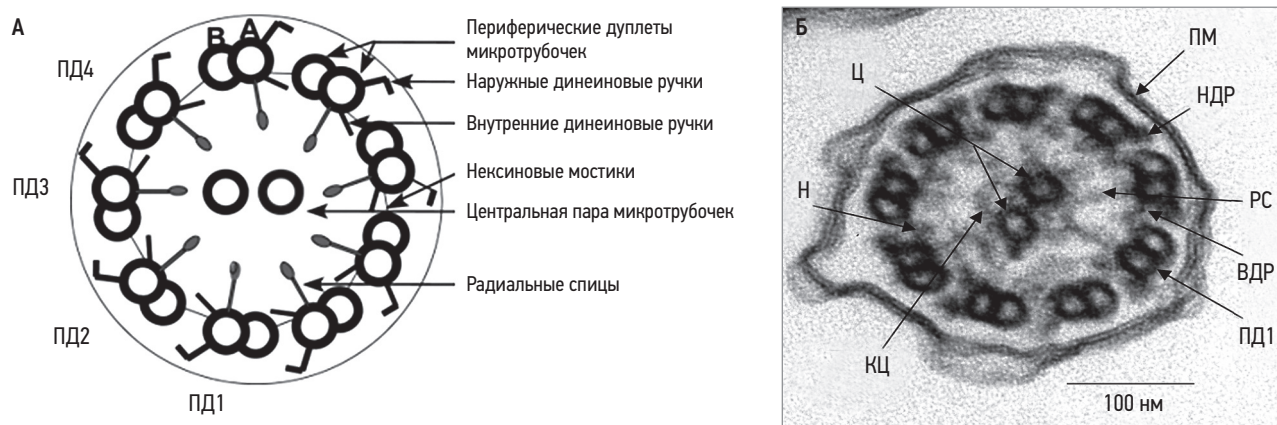 А
B A
ПД4
ПД3
ПД2
ПД1
Периферические дуплеты
микротрубочек
Наружные динеиновые ручки
Внутренние динеиновые ручки
Нексиновые мостики
Центральная пара микротрубочек
Радиальные спицы
Б
Ц
ПМ
НДР
Н
РС
ВДР
ПД1
КЦ
100 нм